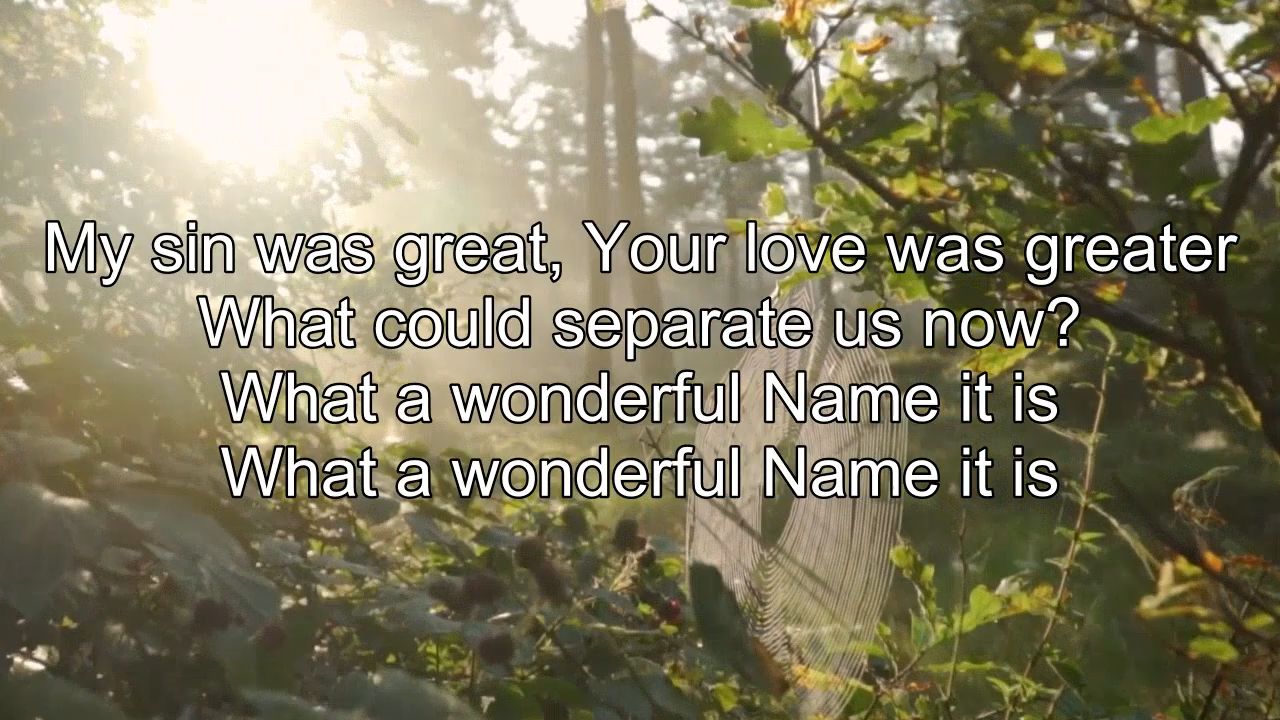 My sin was great, Your love was greater
What could separate us now?
What a wonderful Name it is
What a wonderful Name it is